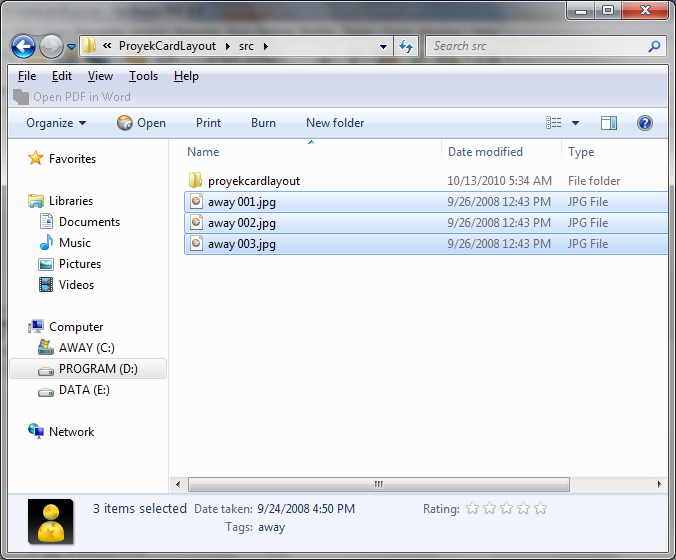 « ProyekCardLayout src Search src
File Edit View Tools Help
Open PDF in Word
Organize Open Print Burn New folder
Favorites
Libraries
Documents
Music
Pictures
Videos
Computer
AWAY (C:)
PROGRAM (D:)
DATA (E:)
Network
Name Date modified Type
proyekcardlayout 10/13/2010 5:34 AM File folder
away 001.jpg 9/26/2008 12:43 PM JPG File
away 002.jpg 9/26/2008 12:43 PM JPG File
away 003.jpg 9/26/2008 12:43 PM JPG File
3 items selected Date taken: 9/24/2008 4:50 PM Rating:
Tags: away